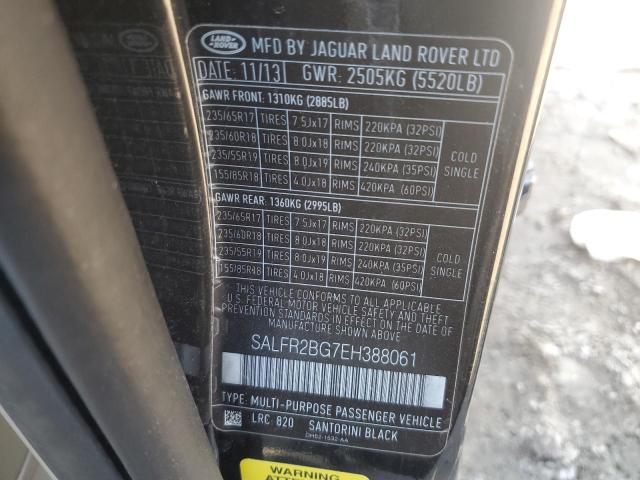 LAND ROVER MFD BY JAGUAR LAND ROVER LTD
DATE: 11/13 GWR: 2505KG (5520LB)
GAWR FRONT: 1310KG (2885LB)
235/65R17 TIRES 7.5Jx17 RIMS 220KPA (32PSI)
235/60R18 TIRES 8.0Jx18 RIMS 220KPA (32PSI)
235/55R19 TIRES 8.0Jx19 RIMS 240KPA (35PSI)
155/85R18 TIRES 4.0Jx18 RIMS 420KPA (60PSI)
COLD
SINGLE
GAWR REAR: 1360KG (2995LB)
235/65R17 TIRES 7.5Jx17 RIMS 220KPA (32PSI)
235/60R18 TIRES 8.0Jx18 RIMS 220KPA (32PSI)
235/55R19 TIRES 8.0Jx19 RIMS 240KPA (35PSI)
155/85R18 TIRES 4.0Jx18 RIMS 420KPA (60PSI)
COLD
SINGLE
THIS VEHICLE CONFORMS TO ALL APPLICABLE
U.S. FEDERAL MOTOR VEHICLE SAFETY AND THEFT
PREVENTION STANDARDS IN EFFECT ON THE DATE OF
MANUFACTURE SHOWN ABOVE
SALFR2BG7EH388061
TYPE: MULTI-PURPOSE PASSENGER VEHICLE
LRC: 820 SANTORINI BLACK
WARNING